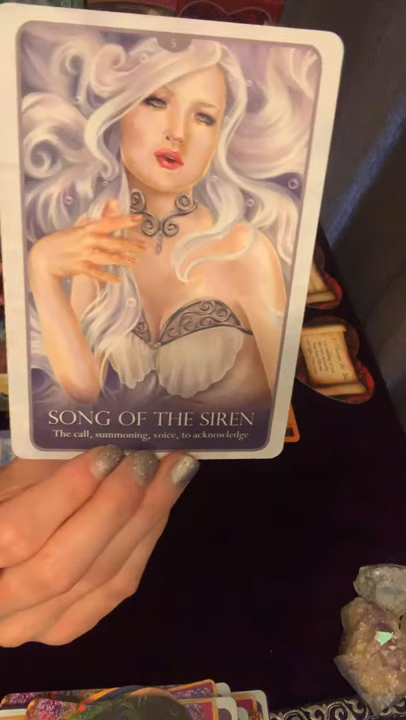 SONG OF THE SIREN
The call, summoning, voice, to acknowledge